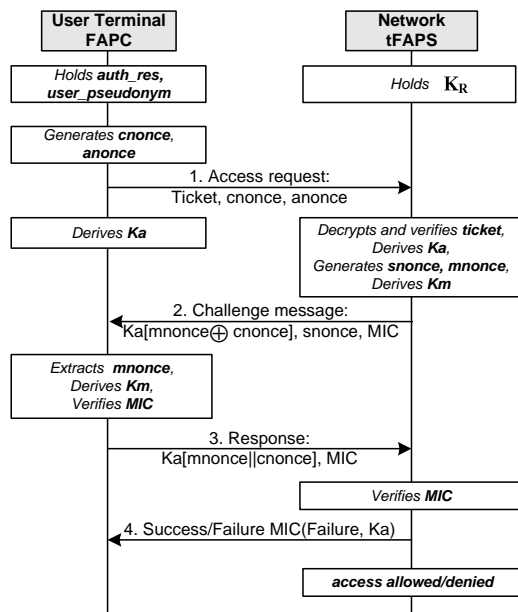 User Terminal
FAPC
Network
tFAPS
Holds auth_res,
user_pseudonym
Holds K_R
Generates cnonce,
anonce
1. Access request:
Ticket, cnonce, anonce
Derives Ka
Decrypts and verifies ticket,
Derives Ka,
Generates snonce, mnonce,
Derives Km
2. Challenge message:
Ka[mnonce⊕ cnonce], snonce, MIC
Extracts mnonce,
Derives Km,
Verifies MIC
3. Response:
Ka[mnonce||cnonce], MIC
Verifies MIC
4. Success/Failure MIC(Failure, Ka)
access allowed/denied